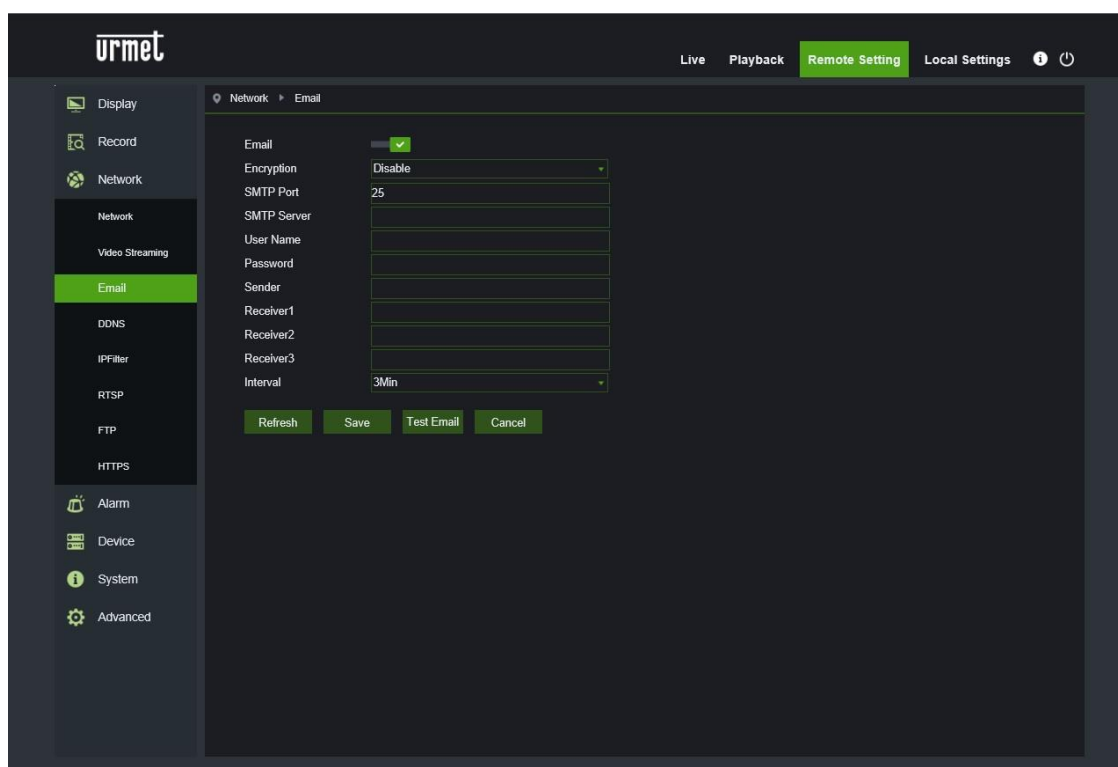 urmet
Live Playback Remote Setting Local Settings
Display
Record
Network
Network
Video Streaming
Email
DDNS
IPFilter
RTSP
FTP
HTTPS
Alarm
Device
System
Advanced
Network Email
Email
Encryption Disable
SMTP Port 25
SMTP Server
User Name
Password
Sender
Receiver1
Receiver2
Receiver3
Interval 3Min
Refresh Save Test Email Cancel